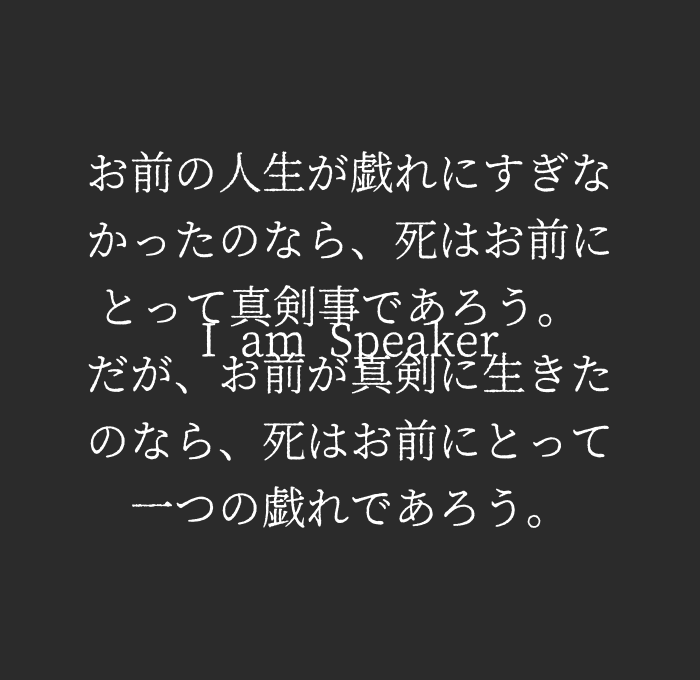 お前の人生が戯れにすぎな
かったのなら、死はお前に
とって真剣事であろう。
I am Speaker
だが、お前が真剣に生きた
のなら、死はお前にとって
一つの戯れであろう。